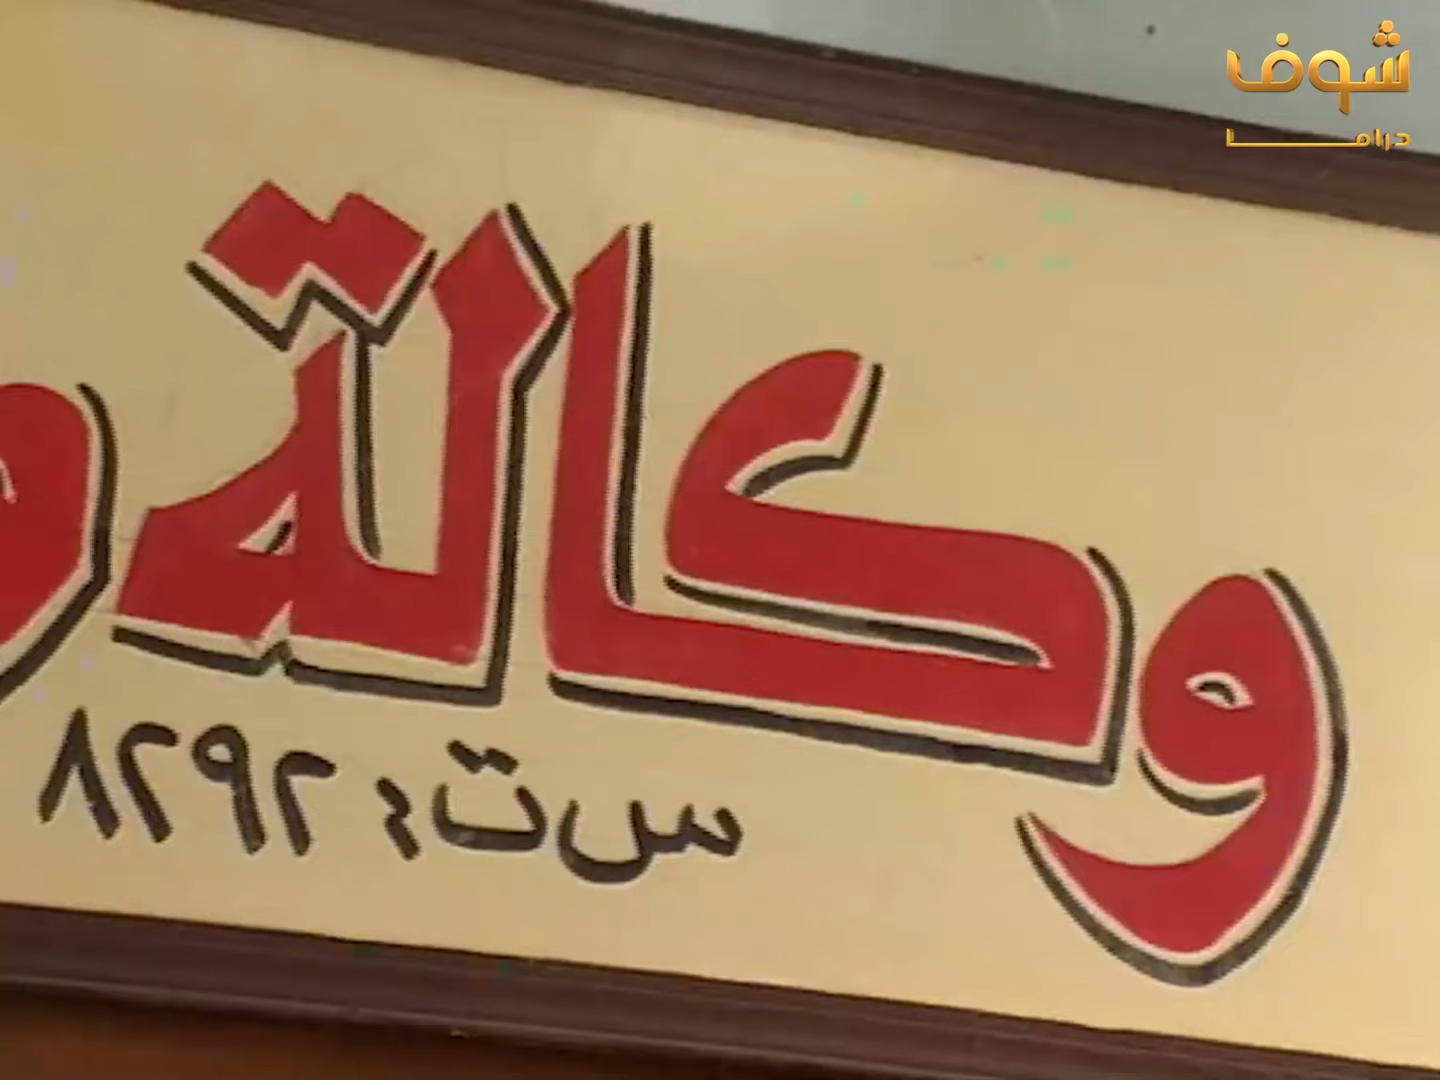 شوف
دراما
وكالة
س ت: ٨٢٩٢